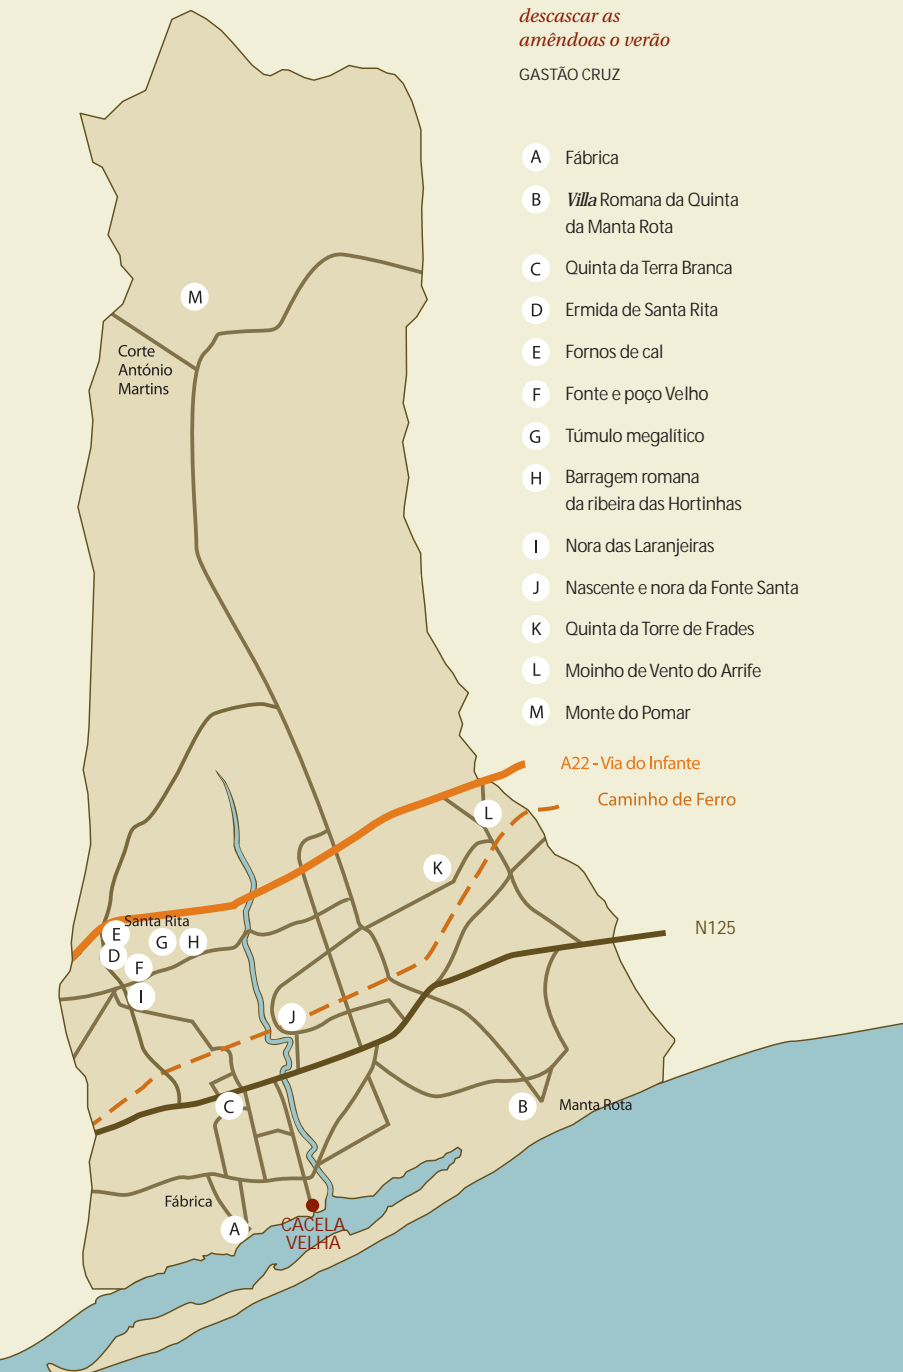 descascar as
amêndoas o verão
GASTÃO CRUZ
A Fábrica
B Villa Romana da Quinta
da Manta Rota
C Quinta da Terra Branca
D Ermida de Santa Rita
E Fornos de cal
F Fonte e poço Velho
G Túmulo megalítico
H Barragem romana
da ribeira das Hortinhas
I Nora das Laranjeiras
J Nascente e nora da Fonte Santa
K Quinta da Torre de Frades
L Moinho de Vento do Arrife
M Monte do Pomar
A22 - Via do Infante
Caminho de Ferro
N125
M
Corte
António
Martins
L
K
Santa Rita
E
G
H
D
F
I
J
C
B
Manta Rota
Fábrica
A
CACELA
VELHA